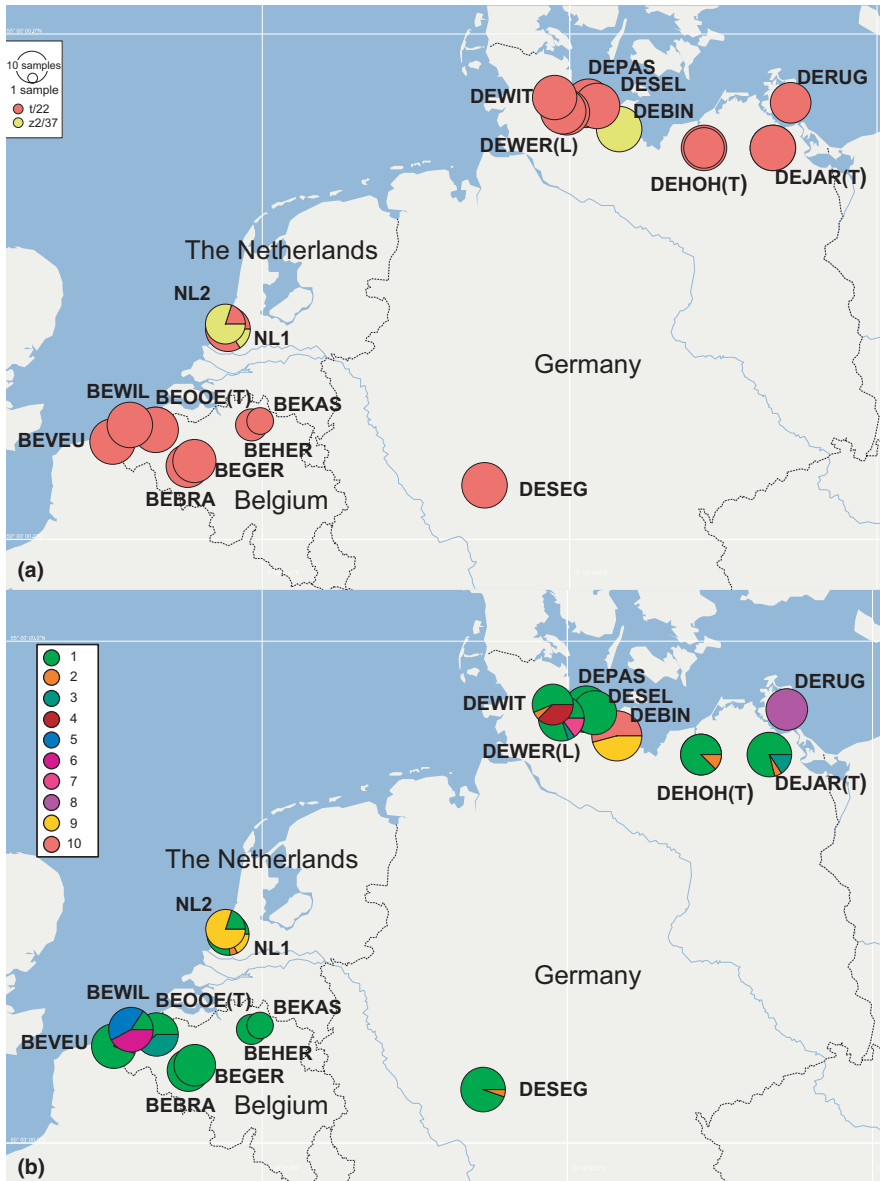 10 samples
1 sample
t/22
z2/37
DEPAS
DESEL
DERUG
DEWIT
DEBIN
DEWER(L)
DEHOH(T)
DEJAR(T)
The Netherlands
NL2
NL1
Germany
BEWIL
BEOOE(T)
BEKAS
BEVEU
BEHER
BEGER
BEBRA
Belgium
DESEG
(a)
1
2
3
4
5
6
7
8
9
10
DEPAS
DERUG
DEWIT
DESEL
DEBIN
DEWER(L)
DEHOH(T)
DEJAR(T)
The Netherlands
NL2
NL1
Germany
BEWIL
BEOOE(T)
BEKAS
BEVEU
BEHER
BEGER
DESEG
BEBRA
Belgium
(b)